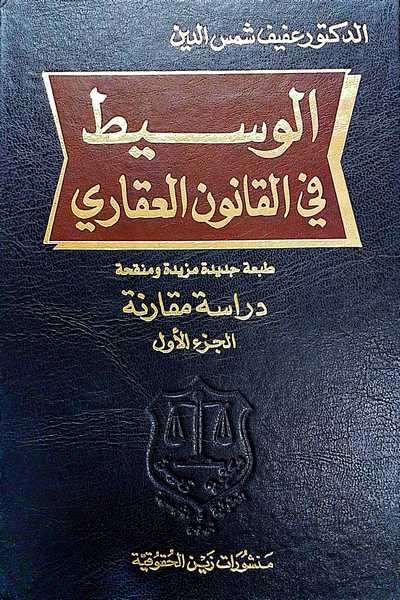 الدكتور عفيف شمس الدين
الوسيط
في القانون العقاري
طبعة جديدة مزيدة ومنقحة
دراسة مقارنة
الجزء الأول
منشورات زين الحقوقية